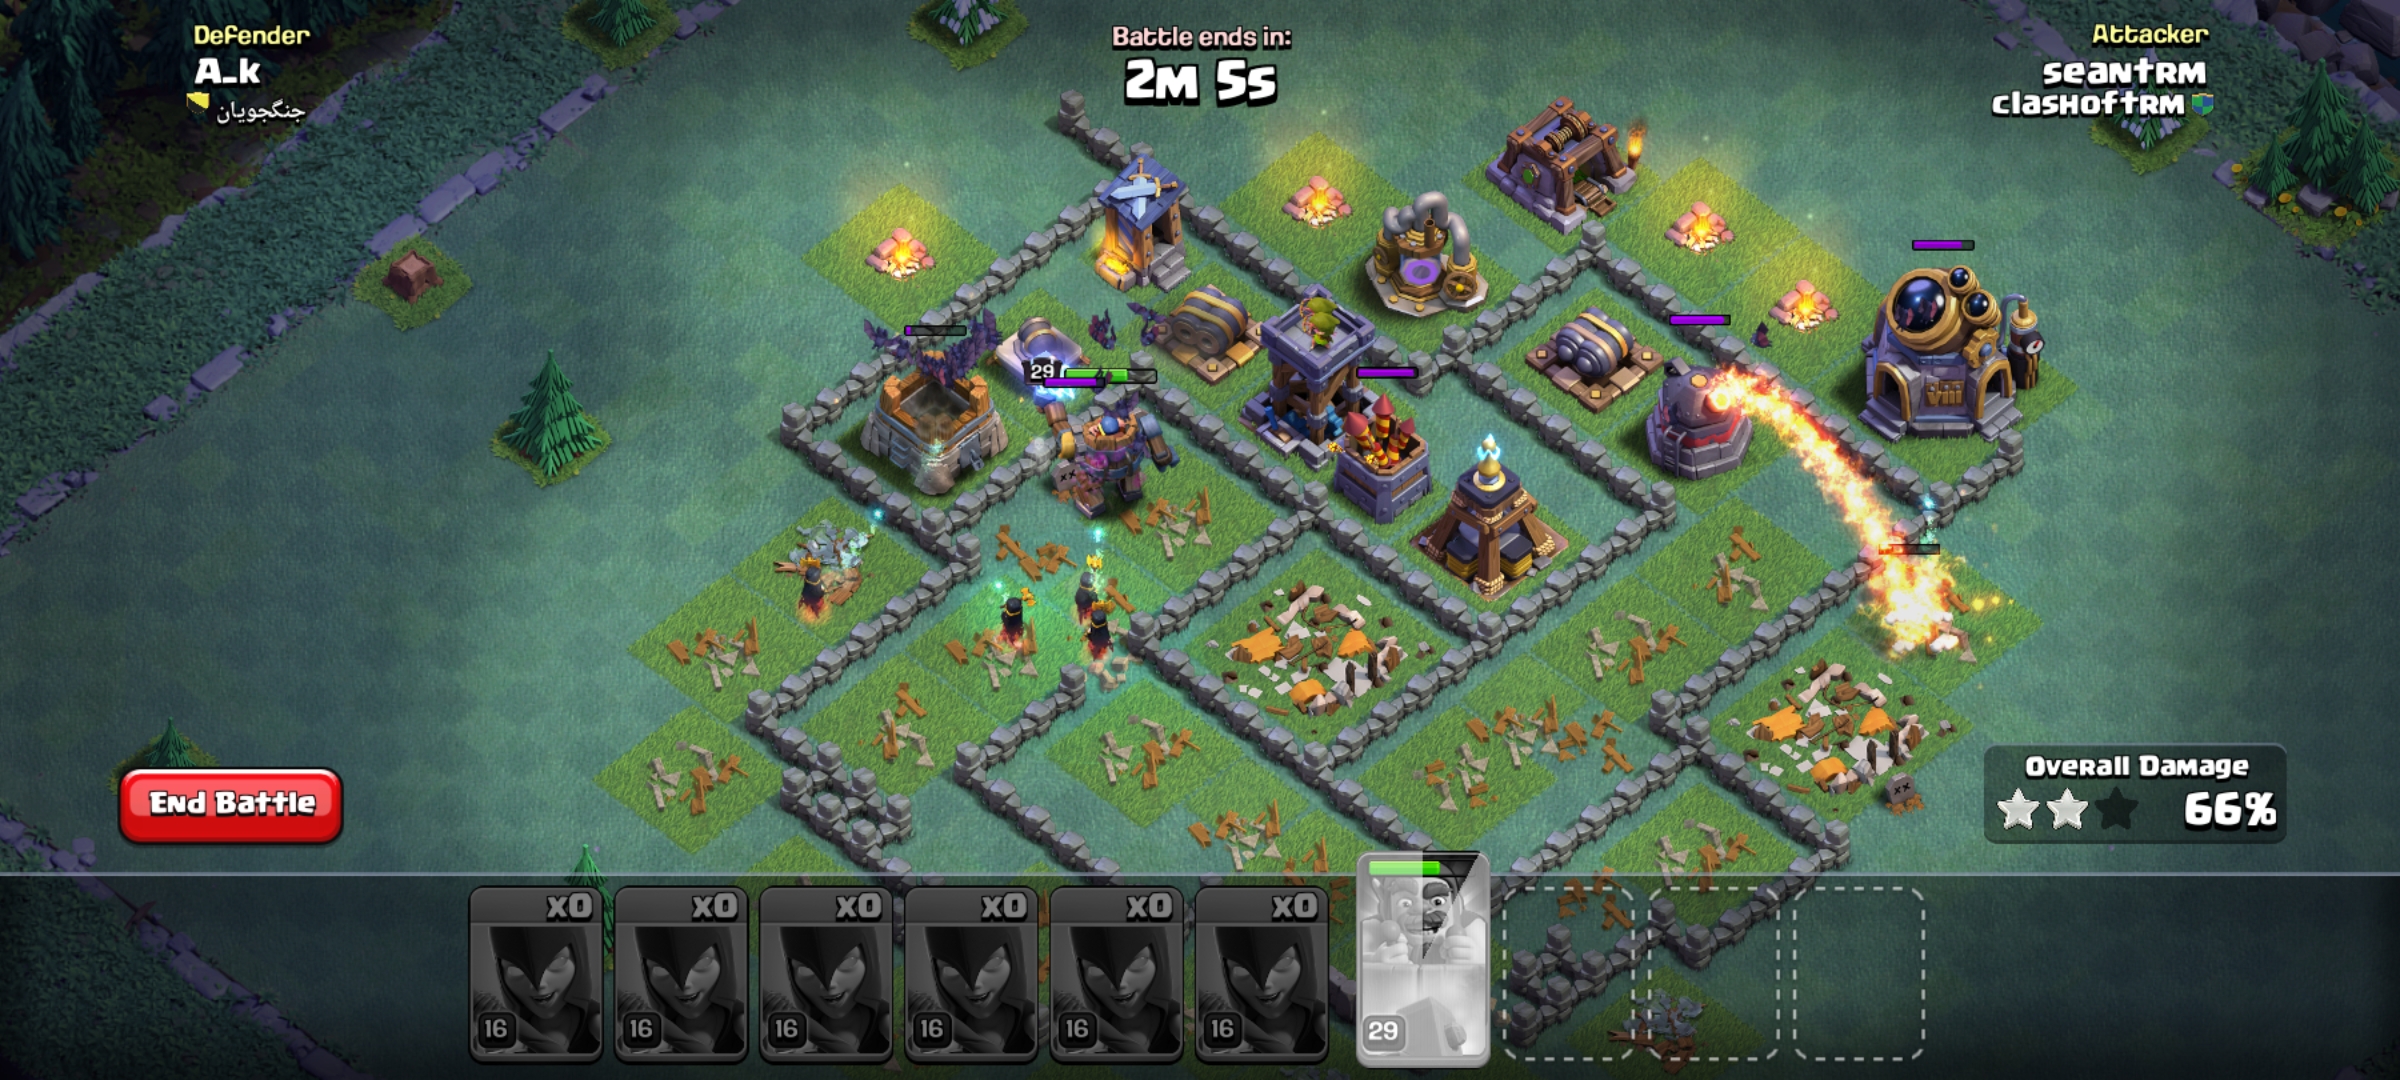 Defender
A_k
جنگجویان
Battle ends in:
2M 5s
Attacker
seantRM
clashoftRM
29
VIII
End Battle
Overall Damage
66%
x0 x0 x0 x0 x0 x0
16 16 16 16 16 16 29